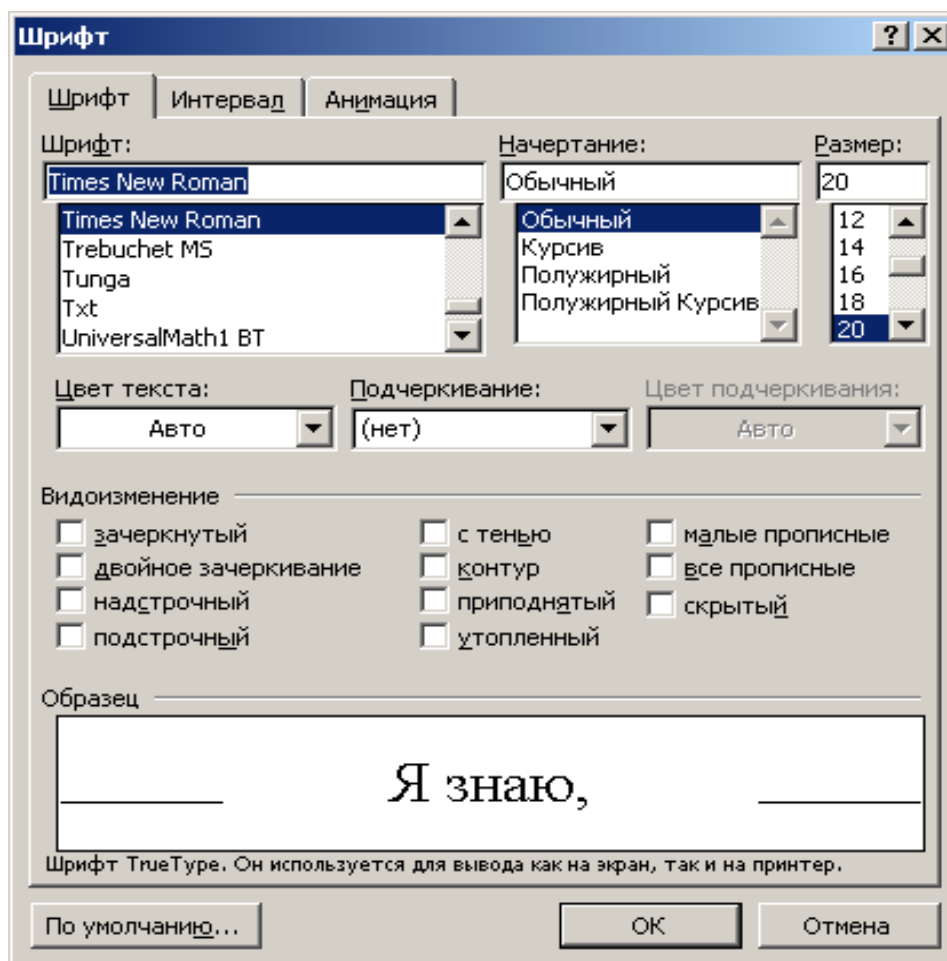 Шрифт
Шрифт Интервал Анимация
Шрифт: Начертание: Размер:
Times New Roman Обычный 20
Times New Roman Обычный 12
Trebuchet MS Курсив 14
Tunga Полужирный 16
Txt Полужирный Курсив 18
UniversalMath1 BT 20
Цвет текста: Подчеркивание: Цвет подчеркивания:
Авто (нет) Авто
Видоизменение
зачеркнутый с тенью малые прописные
двойное зачеркивание контур все прописные
надстрочный приподнятый скрытый
подстрочный утопленный
Образец
Я знаю,
Шрифт TrueType. Он используется для вывода как на экран, так и на принтер.
По умолчанию... ОК Отмена